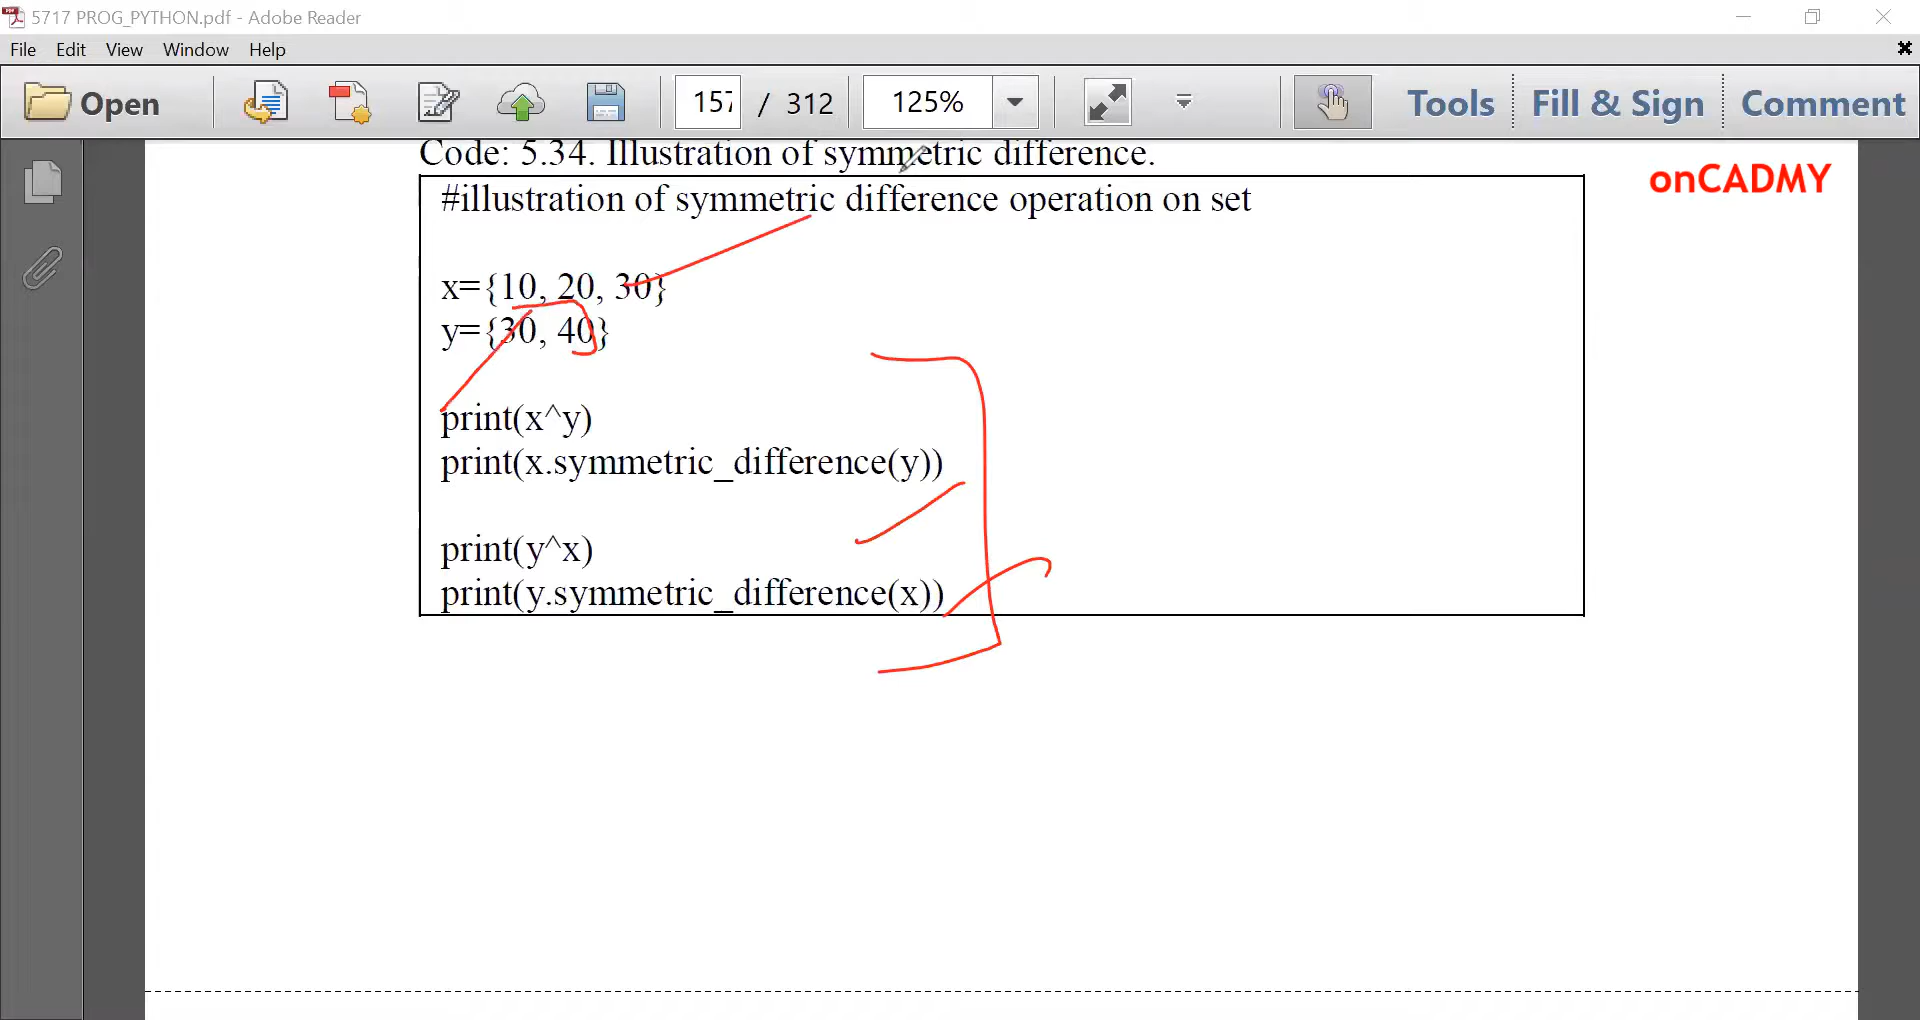 5717 PROG_PYTHON.pdf - Adobe Reader
File Edit View Window Help
Open 157 / 312 125% Tools Fill & Sign Comment
Code: 5.34. Illustration of symmetric difference.
onCADMY
#illustration of symmetric difference operation on set
x={10, 20, 30}
y={30, 40}
print(x^y)
print(x.symmetric_difference(y))
print(y^x)
print(y.symmetric_difference(x))